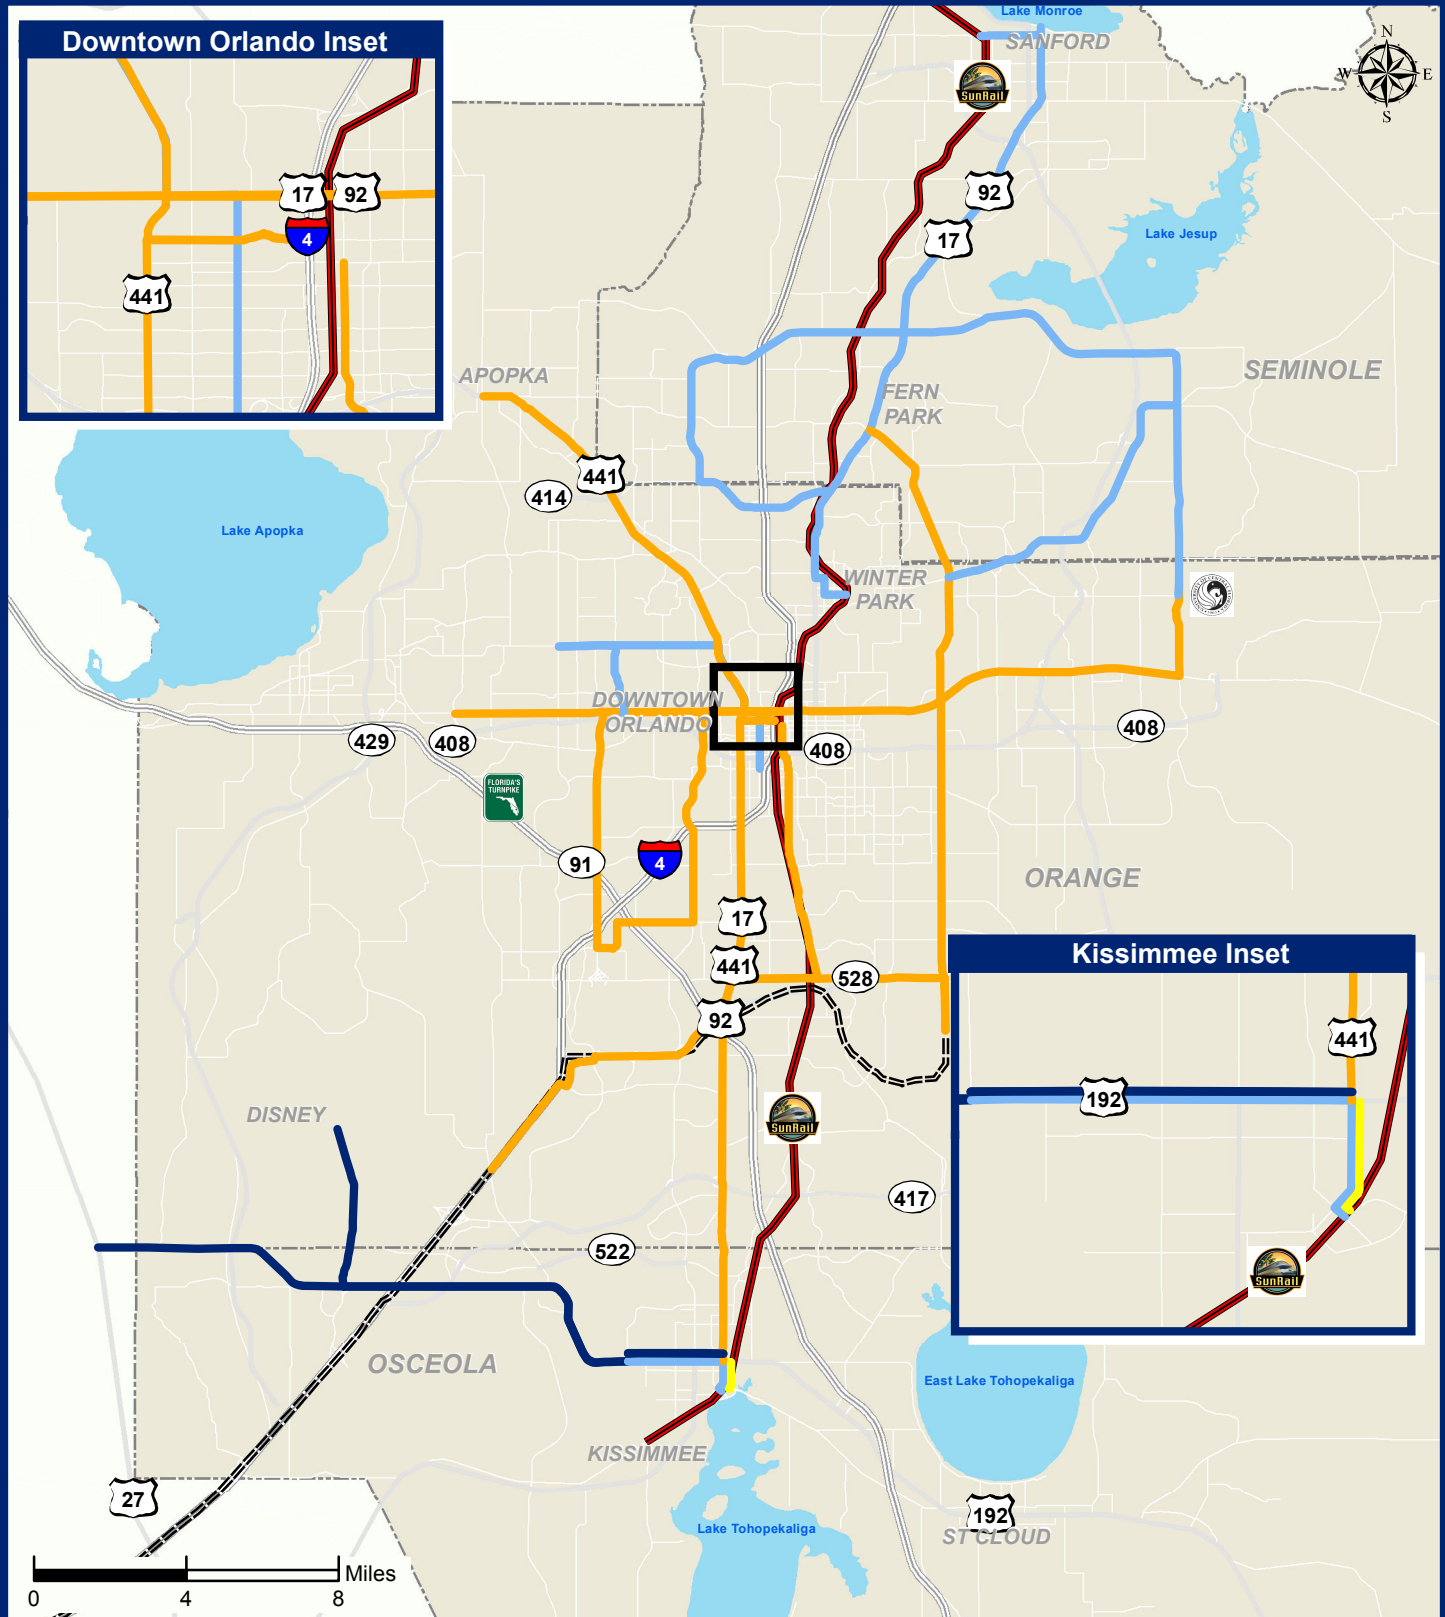 Downtown Orlando Inset
17
92
4
441
Lake Monroe
SANFORD
SunRail
N
W
E
S
92
17
Lake Jesup
SEMINOLE
APOPKA
FERN
PARK
441
414
Lake Apopka
WINTER
PARK
DOWNTOWN
ORLANDO
429
408
408
408
FLORIDA'S
TURNPIKE
91
4
ORANGE
17
441
528
92
Kissimmee Inset
441
192
SunRail
DISNEY
SunRail
417
522
OSCEOLA
East Lake Tohopekaliga
KISSIMMEE
27
192
ST CLOUD
Lake Tohopekaliga
Miles
0
4
8